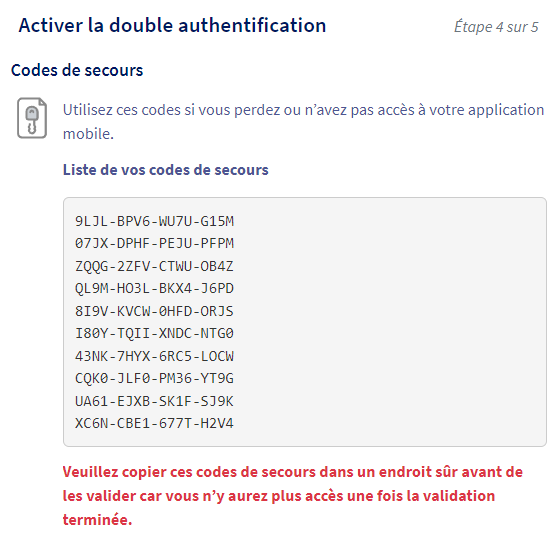 Activer la double authentification
Étape 4 sur 5
Codes de secours
Utilisez ces codes si vous perdez ou n’avez pas accès à votre application
mobile.
Liste de vos codes de secours
9LJL-BPV6-WU7U-G15M
07JX-DPHF-PEJU-PFPM
ZQQG-2ZFV-CTWU-OB4Z
QL9M-HO3L-BKX4-J6PD
8I9V-KVCW-0HFD-ORJS
I80Y-TQII-XNDC-NTG0
43NK-7HYX-6RC5-LOCW
CQK0-JLF0-PM36-YT9G
UA61-EJXB-SK1F-SJ9K
XC6N-CBE1-677T-H2V4
Veuillez copier ces codes de secours dans un endroit sûr avant de
les valider car vous n’y aurez plus accès une fois la validation
terminée.